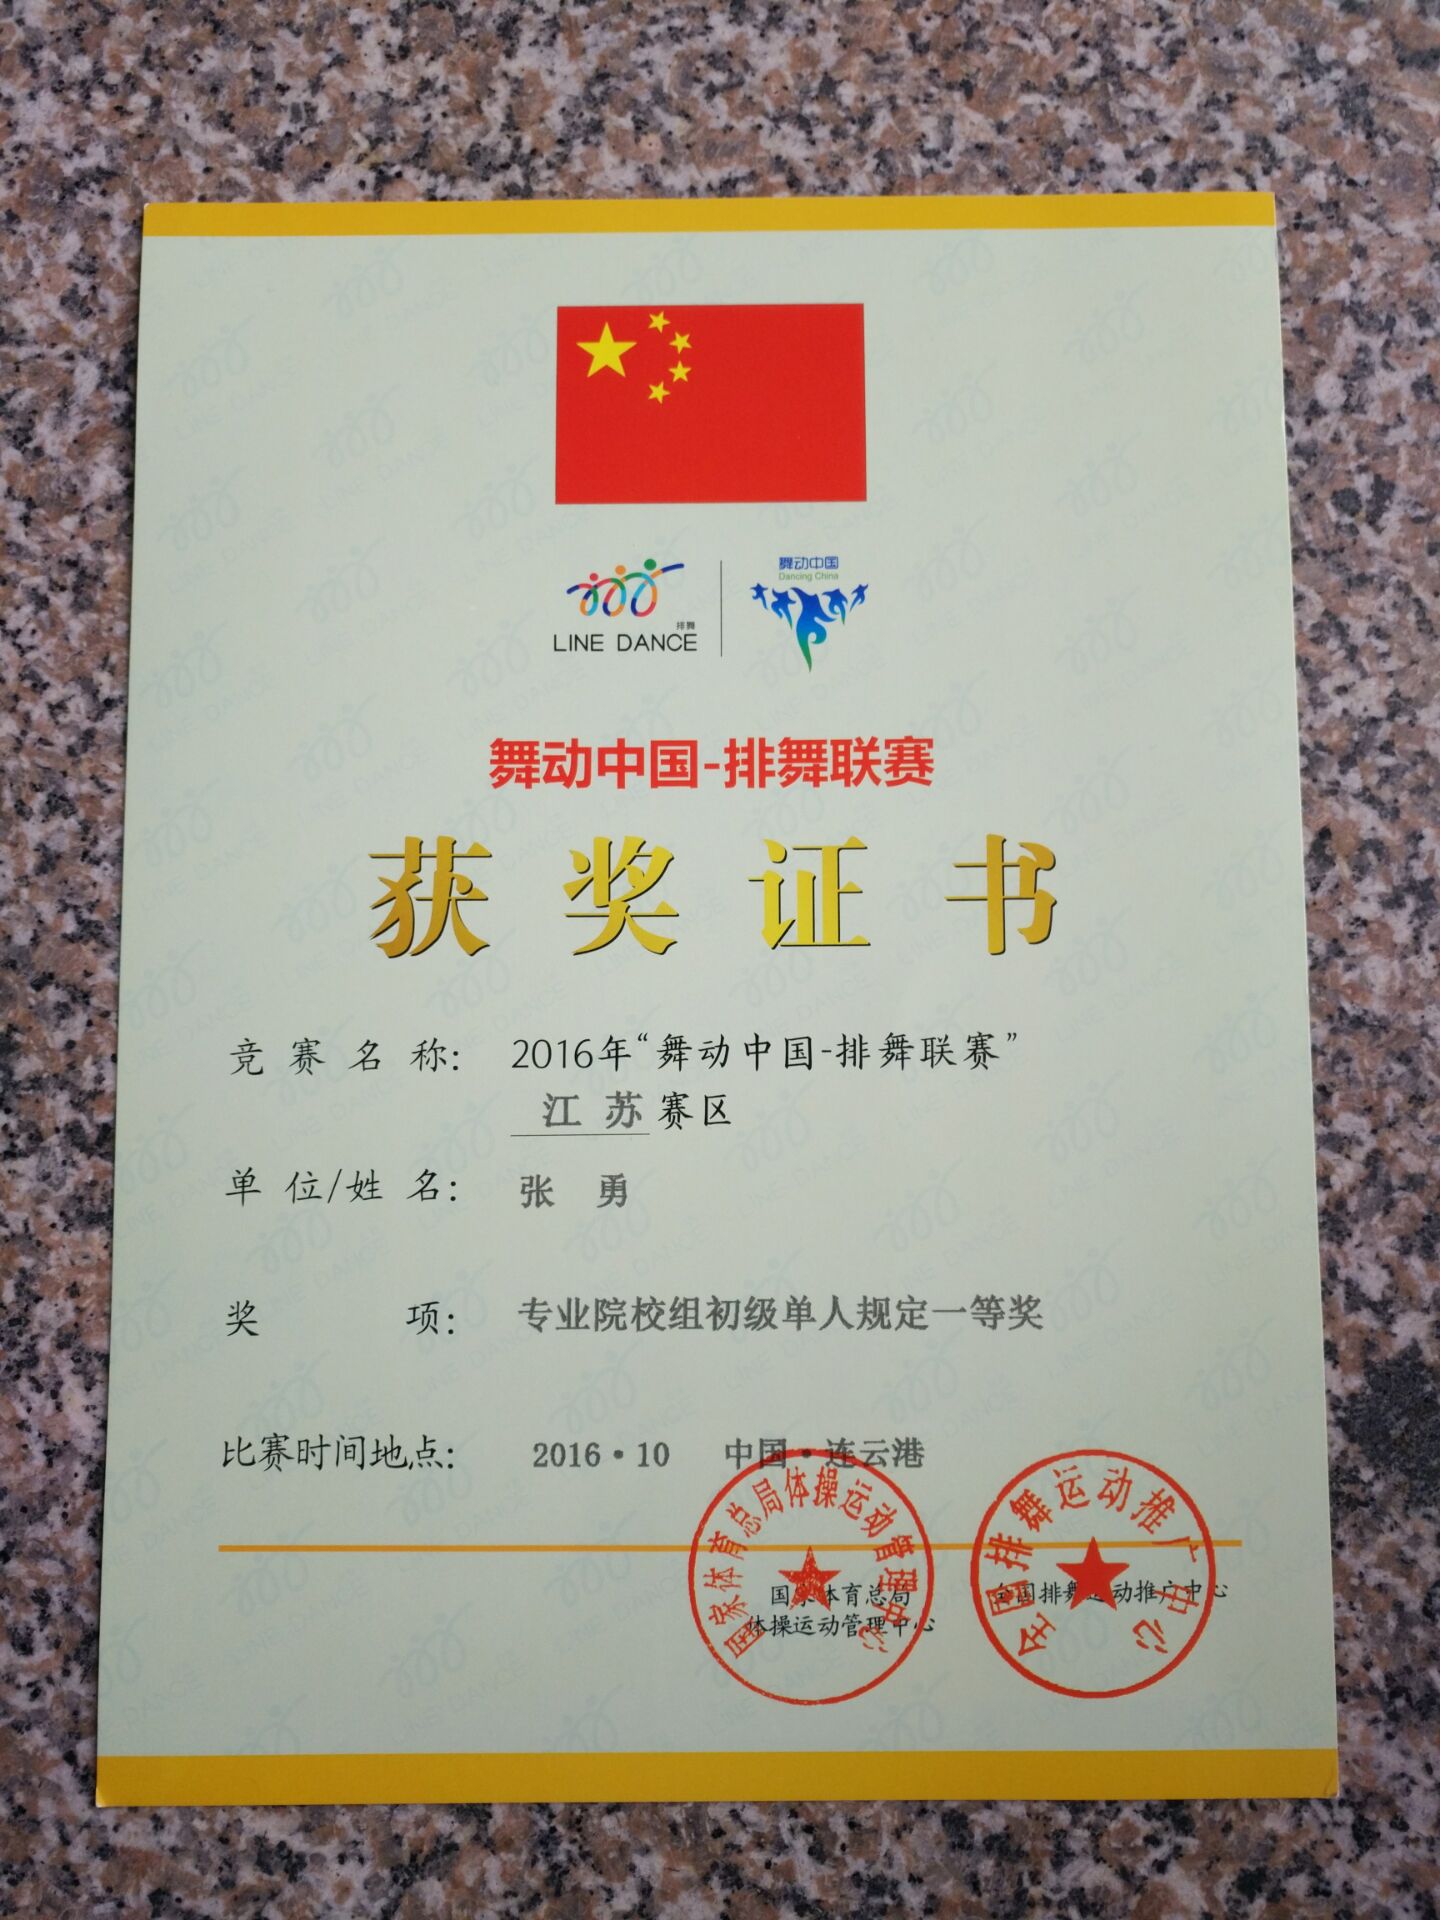 舞动中国
Dancing China
排舞
LINE DANCE
舞动中国-排舞联赛
获奖证书
竞赛名称: 2016年“舞动中国-排舞联赛”
江苏赛区
单位/姓名: 张勇
奖项: 专业院校组初级单人规定一等奖
比赛时间地点: 2016·10 中国·连云港
国家体育总局体操运动管理中心
全国排舞运动推广中心
国家体育总局
体操运动管理中心
全国排舞运动推广中心